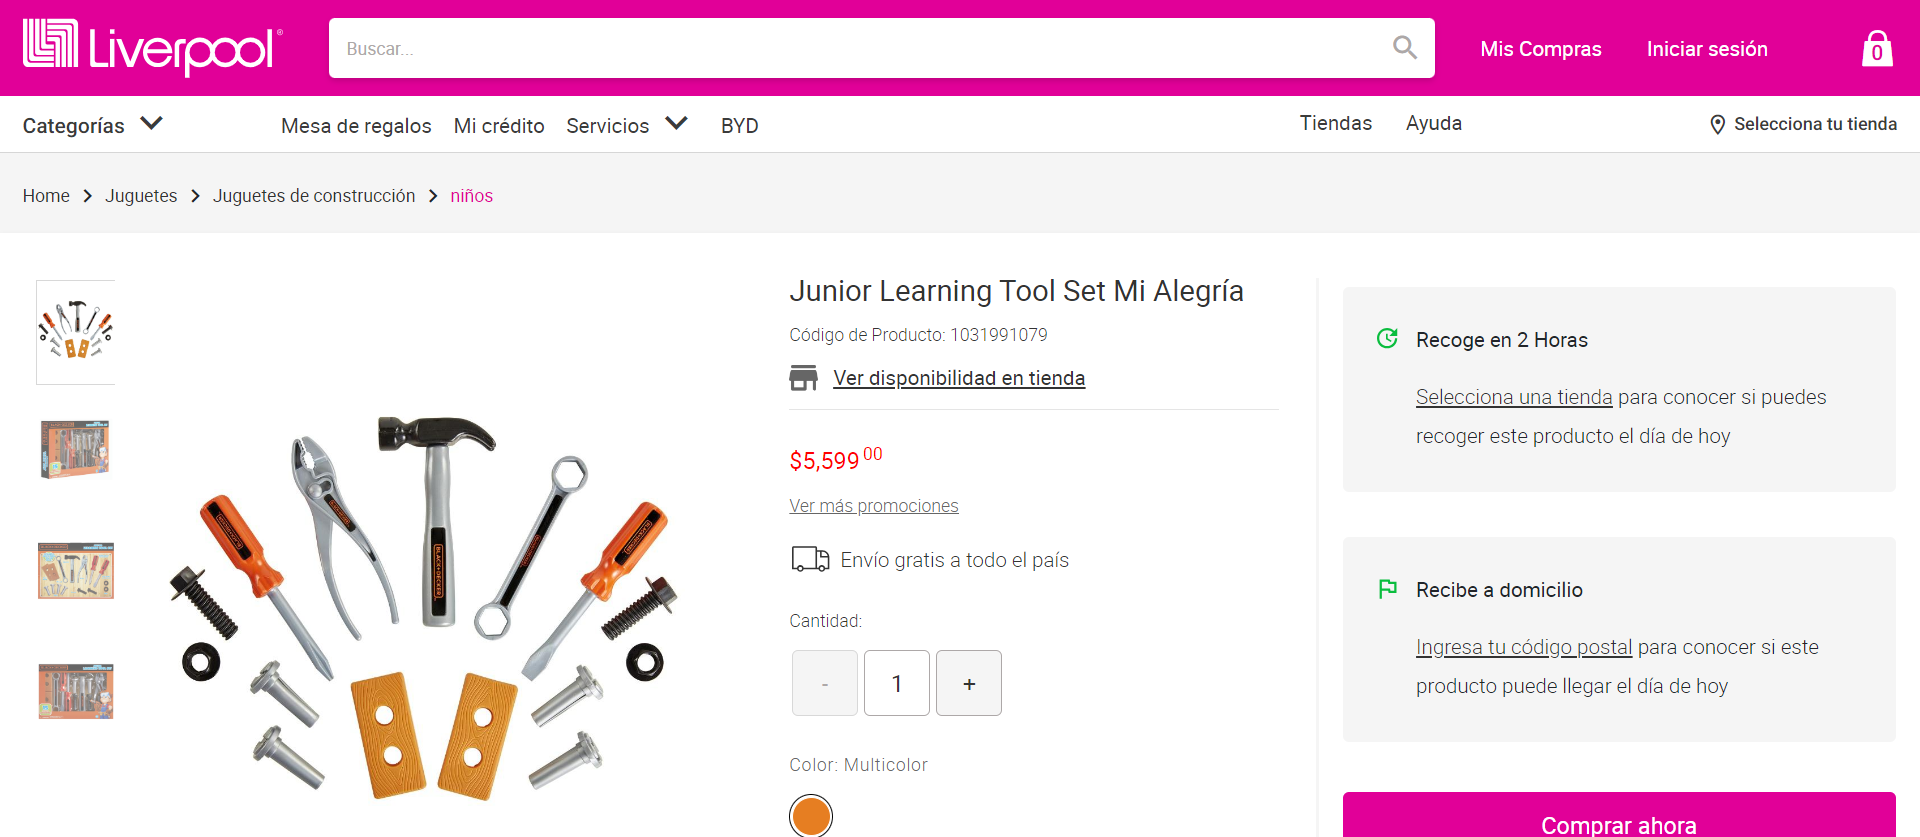 Liverpool®
Buscar...
Mis Compras
Iniciar sesión
0
Categorías
Mesa de regalos
Mi crédito
Servicios
BYD
Tiendas
Ayuda
Selecciona tu tienda
Home > Juguetes > Juguetes de construcción > niños
Junior Learning Tool Set Mi Alegría
Código de Producto: 1031991079
Ver disponibilidad en tienda
$5,599 00
Ver más promociones
Envío gratis a todo el país
Cantidad:
- 1 +
Color: Multicolor
BLACK+DECKER
Recoge en 2 Horas
Selecciona una tienda para conocer si puedes
recoger este producto el día de hoy
Recibe a domicilio
Ingresa tu código postal para conocer si este
producto puede llegar el día de hoy
Comprar ahora